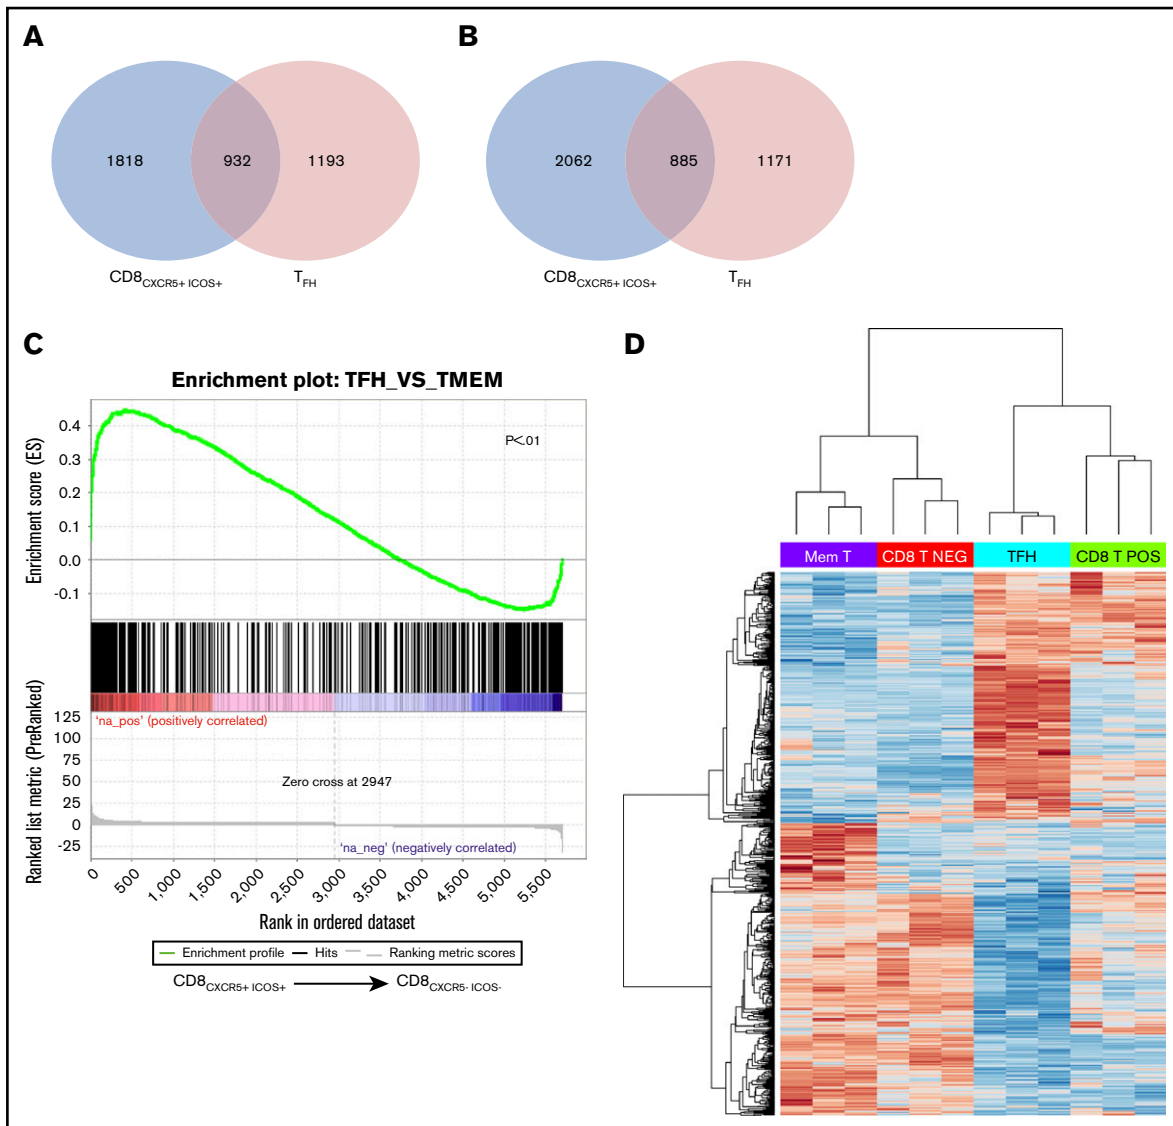 A
1818
932
1193
CD8CXCR5+ ICOS+
TFH
B
2062
885
1171
CD8CXCR5+ ICOS+
TFH
C
Enrichment plot: TFH_VS_TMEM
Enrichment score (ES)
0.4
0.3
0.2
0.1
0.0
-0.1
P<.01
Ranked list metric (PreRanked)
125
100
75
50
25
0
-25
'na_pos' (positively correlated)
Zero cross at 2947
'na_neg' (negatively correlated)
0
500
1,000
1,500
2,000
2,500
3,000
3,500
4,000
4,500
5,000
5,500
Rank in ordered dataset
Enrichment profile Hits Ranking metric scores
CD8CXCR5+ ICOS+ CD8CXCR5- ICOS-
D
Mem T CD8 T NEG TFH CD8 T POS